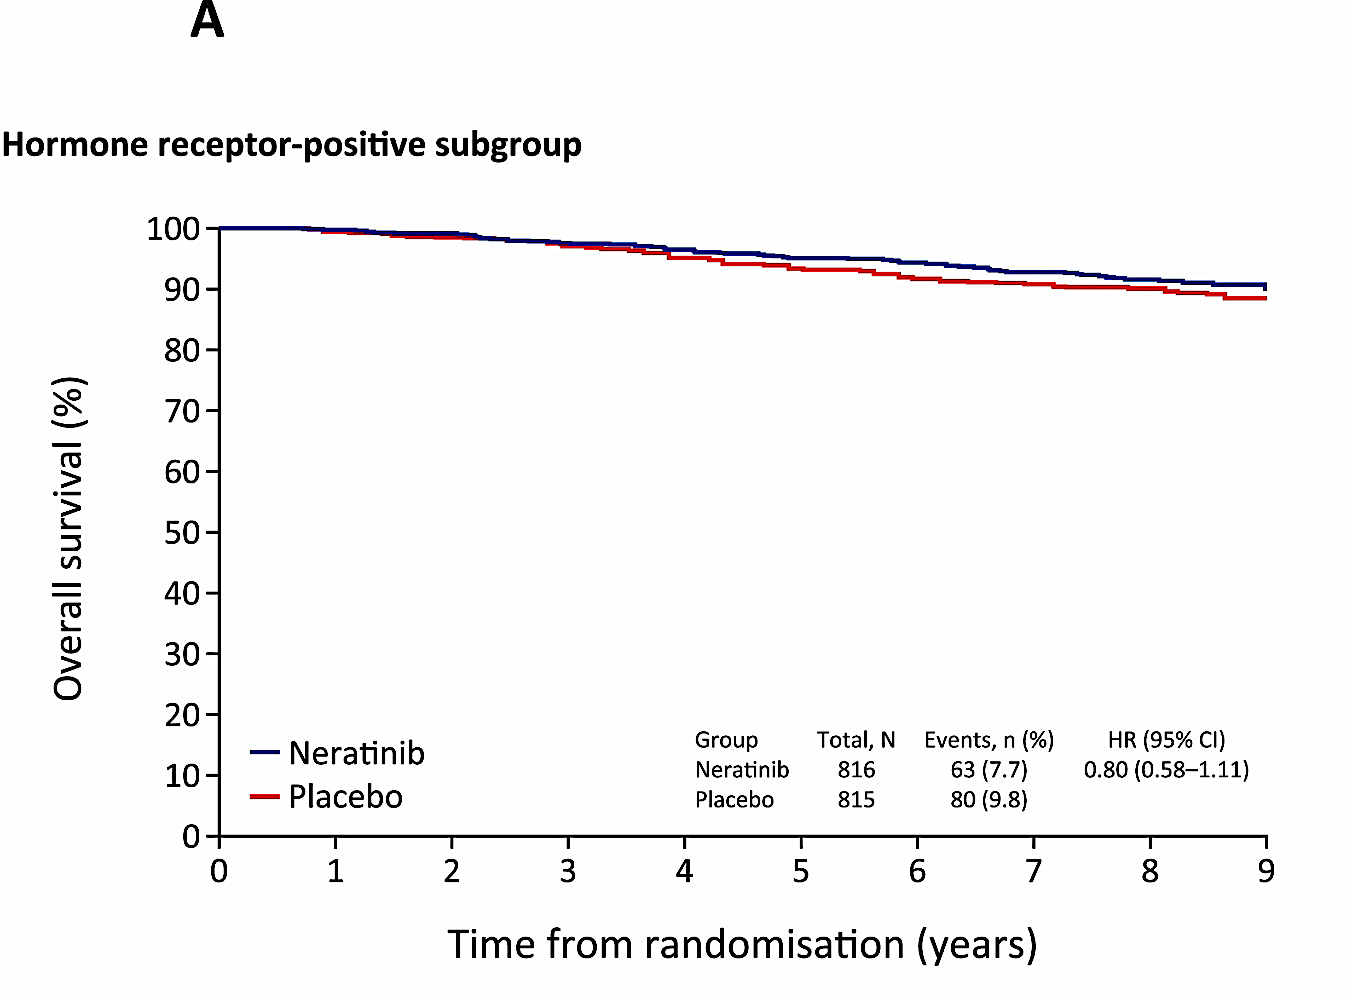 A
Hormone receptor-positive subgroup
Overall survival (%)
100
90
80
70
60
50
40
30
20
10
0
Neratinib
Placebo
Group Total, N Events, n (%) HR (95% CI)
Neratinib 816 63 (7.7) 0.80 (0.58–1.11)
Placebo 815 80 (9.8)
0 1 2 3 4 5 6 7 8 9
Time from randomisation (years)